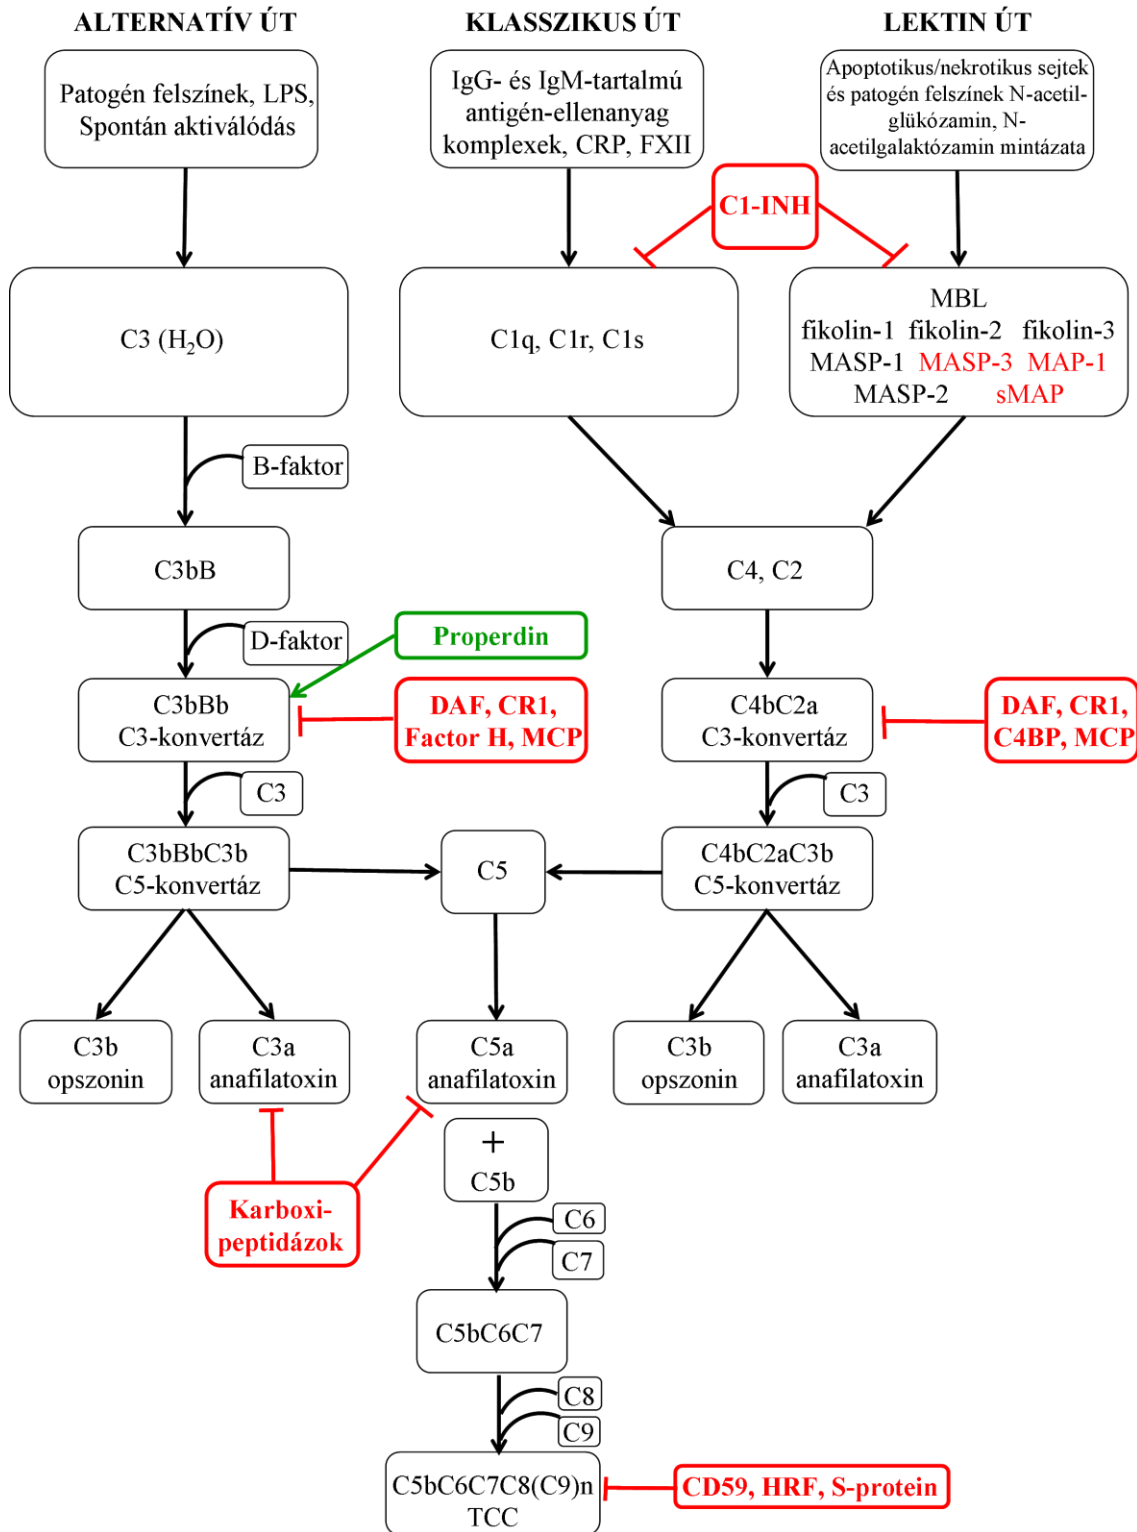 ALTERNATÍV ÚT
KLASSZIKUS ÚT
LEKTIN ÚT
Patogén felszínek, LPS,
Spontán aktiválódás
IgG- és IgM-tartalmú
antigén-ellenanyag
komplexek, CRP, FXII
Apoptotikus/nekrotikus sejtek
és patogén felszínek N-acetil-
glükózamin, N-
acetilgalaktózamin mintázata
C1-INH
C3 (H₂O)
C1q, C1r, C1s
MBL
fikolin-1 fikolin-2 fikolin-3
MASP-1 MASP-3 MAP-1
MASP-2 sMAP
B-faktor
C3bB
C4, C2
D-faktor
Properdin
C3bBb
C3-konvertáz
DAF, CR1,
Factor H, MCP
C4bC2a
C3-konvertáz
DAF, CR1,
C4BP, MCP
C3
C3
C3bBbC3b
C5-konvertáz
C5
C4bC2aC3b
C5-konvertáz
C3b
opszonin
C3a
anafilatoxin
C5a
anafilatoxin
C3b
opszonin
C3a
anafilatoxin
+
C5b
Karboxi-
peptidázok
C6
C7
C5bC6C7
C8
C9
C5bC6C7C8(C9)n
TCC
CD59, HRF, S-protein